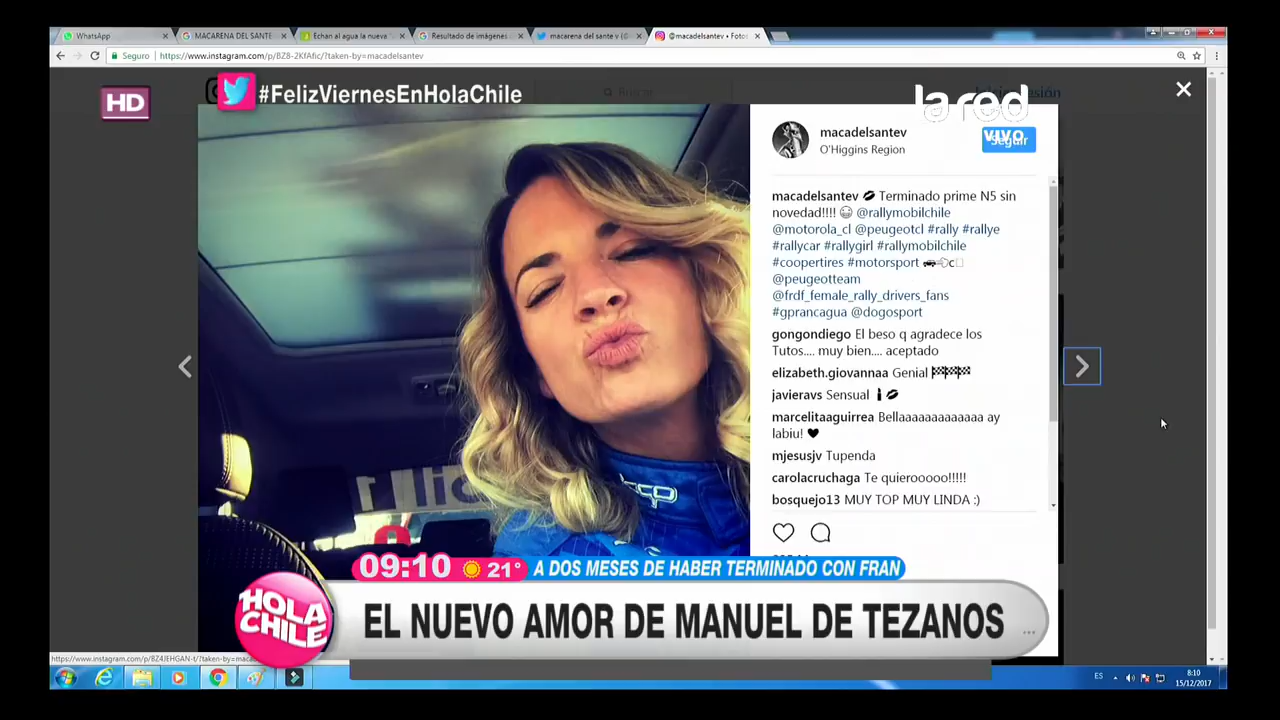 WhatsApp
MACARENA DEL SANTE
Echan al agua la nueva
Resultado de imágenes
macarena del sante v (@
@macadelsantev • Fotos
Seguro
https://www.instagram.com/p/BZ8-2KfAfic/?taken-by=macadelsantev
HD
#FelizViernesEnHolaChile
Buscar
la red
VIVO
Seguir
macadelsantev
O'Higgins Region
macadelsantev 💋 Terminado prime N5 sin
novedad!!!! @rallymobilchile
@motorola_cl @peugeotcl #rally #rallye
#rallycar #rallygirl #rallymobilchile
#coopertires #motorsport
@peugeotteam
@frdf_female_rally_drivers_fans
#gprancagua @dogosport
gongondiego El beso q agradece los
Tutos.... muy bien.... aceptado
elizabeth.giovannaa Genial 🏁🏁🏁
javieravs Sensual 💄💋
marcelitaaguirrea Bellaaaaaaaaaaaaa ay
labiu! ♥
mjesusjv Tupenda
carolacruchaga Te quierooooo!!!!!
bosquejo13 MUY TOP MUY LINDA :)
09:10
21°
A DOS MESES DE HABER TERMINADO CON FRAN
HOLA
CHILE
EL NUEVO AMOR DE MANUEL DE TEZANOS
...
ES
8:10
15/12/2017